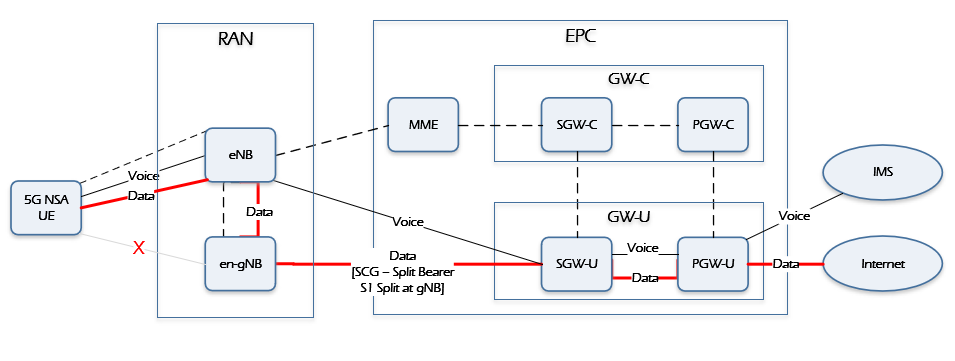 RAN
EPC
GW-C
MME
SGW-C
PGW-C
eNB
Voice
Data
5G NSA
UE
Data
X
en-gNB
Voice
Data
[SCG – Split Bearer
S1 Split at gNB]
GW-U
SGW-U
Voice
Data
PGW-U
Voice
Data
IMS
Internet